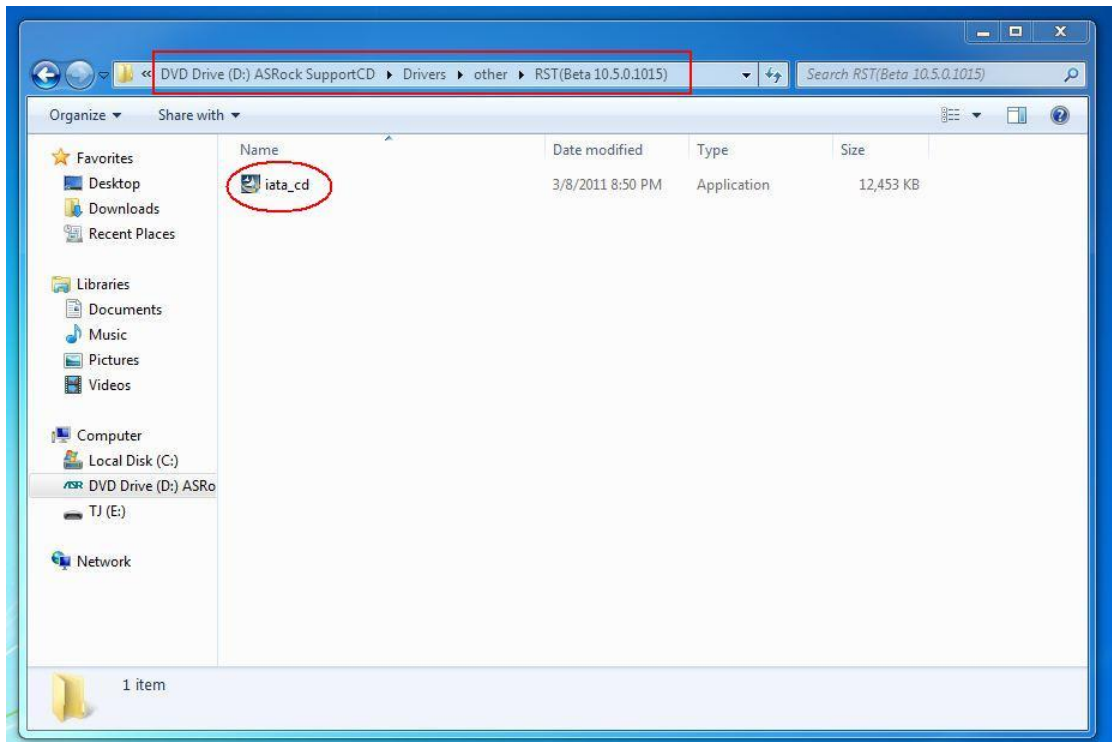 « DVD Drive (D:) ASRock SupportCD ▸ Drivers ▸ other ▸ RST(Beta 10.5.0.1015) Search RST(Beta 10.5.0.1015)
Organize ▾ Share with ▾
Name Date modified Type Size
iata_cd 3/8/2011 8:50 PM Application 12,453 KB
Favorites
Desktop
Downloads
Recent Places
Libraries
Documents
Music
Pictures
Videos
Computer
Local Disk (C:)
ASR DVD Drive (D:) ASRo
TJ (E:)
Network
1 item